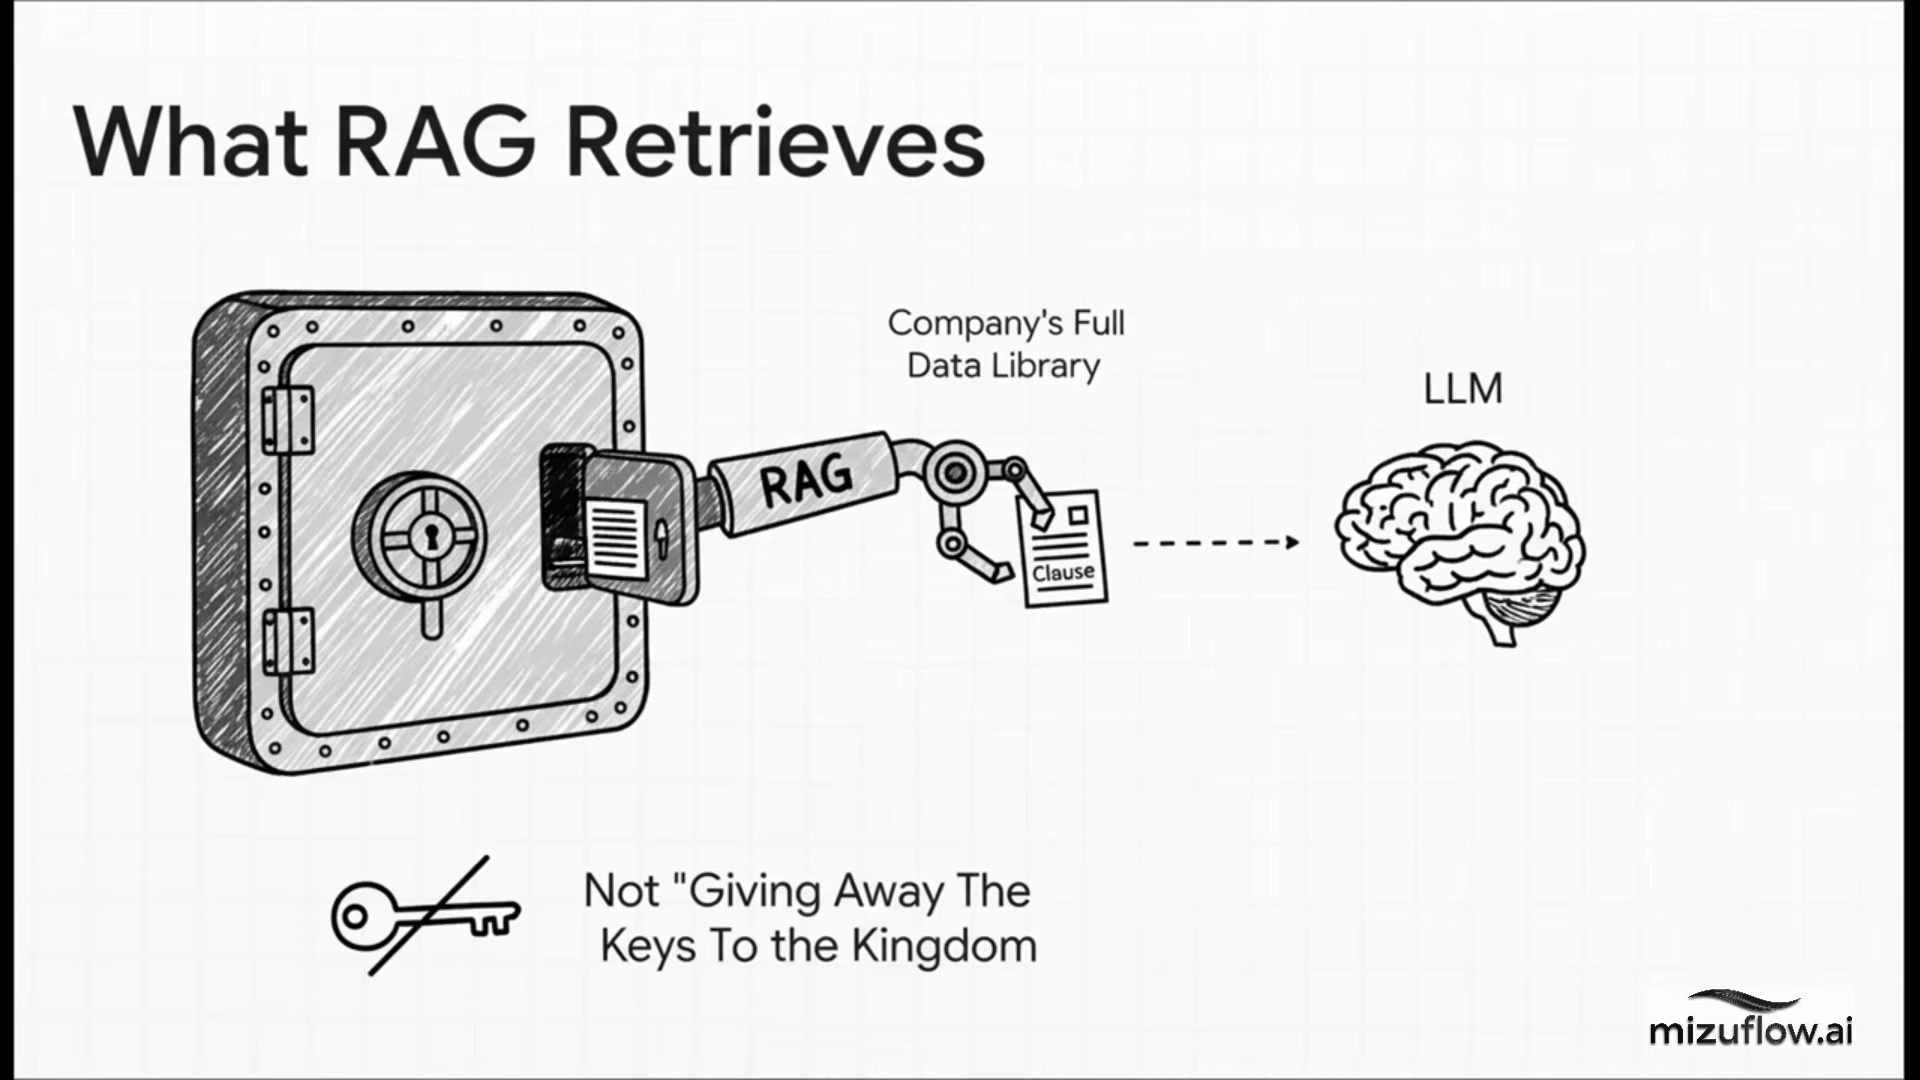 What RAG Retrieves
Company's Full
Data Library
LLM
RAG
Clause
Not "Giving Away The
Keys To the Kingdom
mizuflow.ai